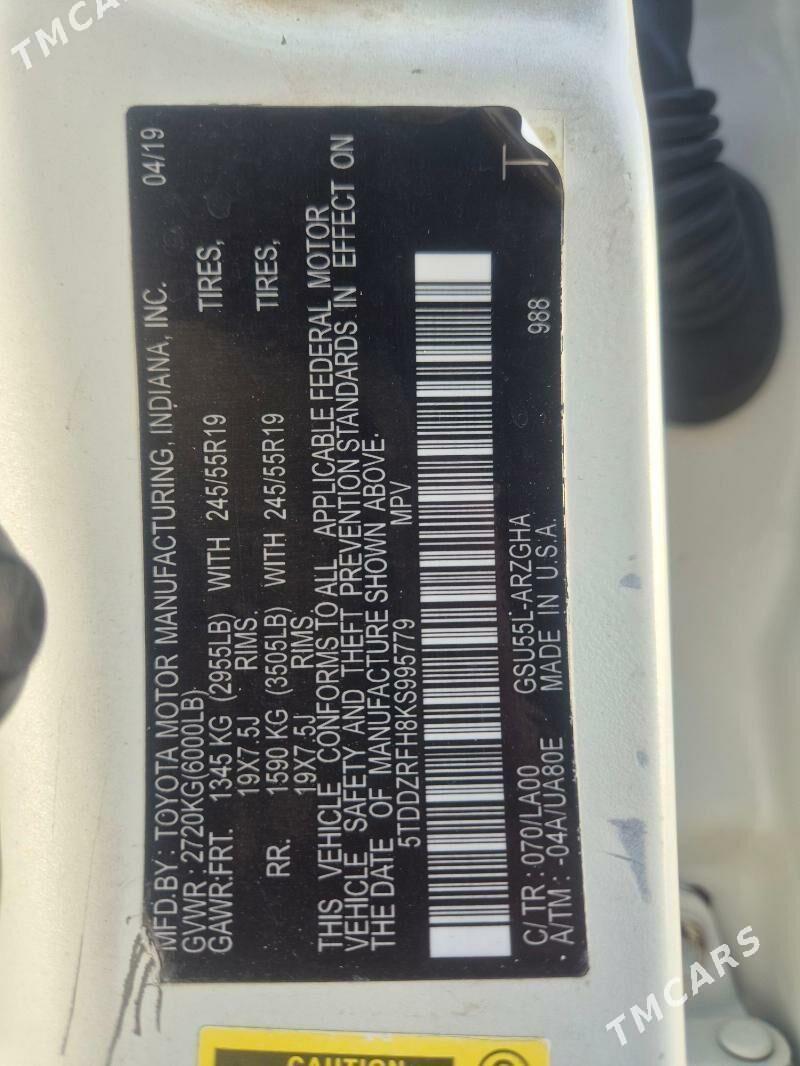 TMCARS
MFD.BY: TOYOTA MOTOR MANUFACTURING, INDIANA, INC. 04/19
GVWR : 2720KG(6000LB)
GAWR:FRT. 1345 KG (2955LB) WITH 245/55R19 TIRES,
19X7.5J RIMS.
RR. 1590 KG (3505LB) WITH 245/55R19 TIRES,
19X7.5J RIMS.
THIS VEHICLE CONFORMS TO ALL APPLICABLE FEDERAL MOTOR
VEHICLE SAFETY AND THEFT PREVENTION STANDARDS IN EFFECT ON
THE DATE OF MANUFACTURE SHOWN ABOVE.
5TDDZRFH8KS995779 MPV
T
C/TR : 070/LA00 GSU55L-ARZGHA 988
A/TM : -04A/UA80E MADE IN U.S.A.
CAUTION
TMCARS